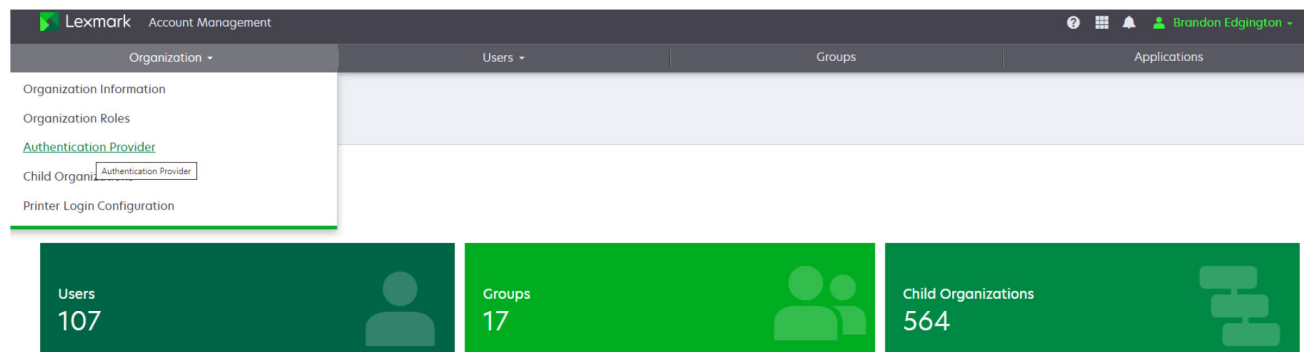 Lexmark Account Management
Brandon Edgington
Organization Users Groups Applications
Organization Information
Organization Roles
Authentication Provider
Authentication Provider
Child
Printer Login Configuration
Users
107
Groups
17
Child Organizations
564